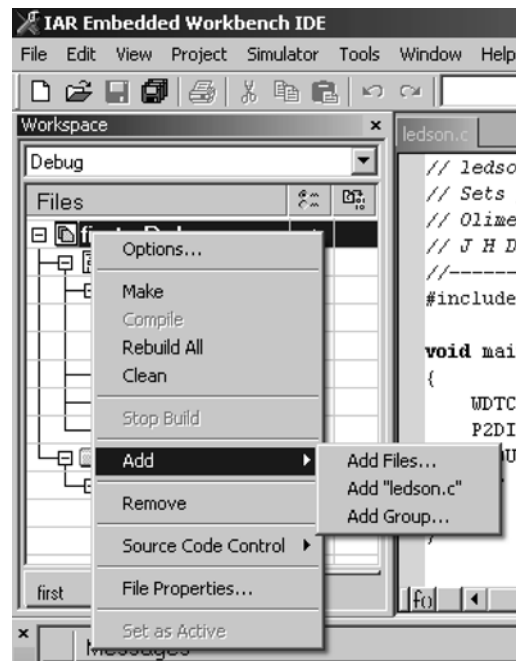 IAR Embedded Workbench IDE
File Edit View Project Simulator Tools Window Help
Workspace
ledson.c
Debug
Files
Options...
Make
Compile
Rebuild All
Clean
Stop Build
Add
Remove
Source Code Control
File Properties...
Set as Active
Add Files...
Add "ledson.c"
Add Group...
// ledso
// Sets
// Olime
// J H D
//------
#include
void mai
{
WDTC
P2DI
}
first
f()
Messages